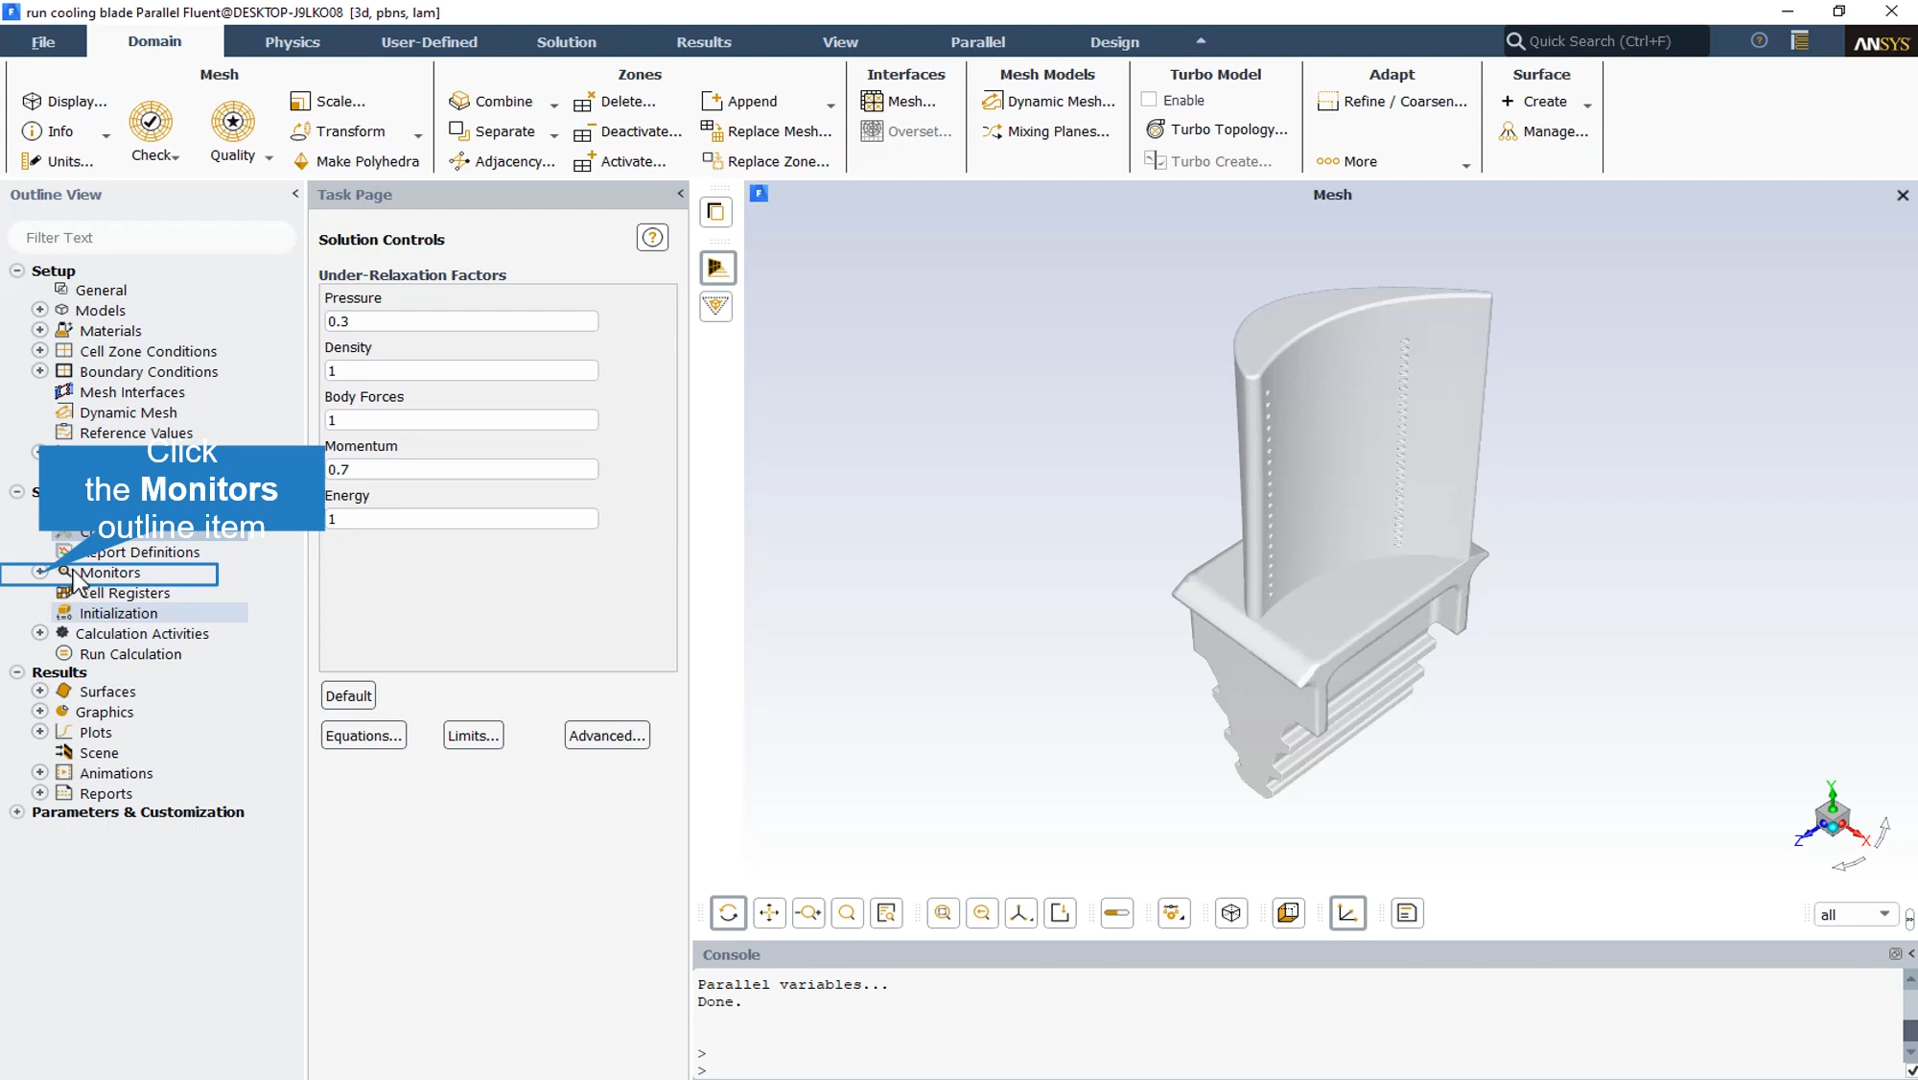 run cooling blade Parallel Fluent@DESKTOP-J9LKO08 [3d, pbns, lam]
File Domain Physics User-Defined Solution Results View Parallel Design Quick Search (Ctrl+F) ANSYS
Mesh Zones Interfaces Mesh Models Turbo Model Adapt Surface
Display... Scale... Combine Delete... Append Mesh... Dynamic Mesh... Enable Refine / Coarsen... Create
Info Transform Separate Deactivate... Replace Mesh... Overset... Mixing Planes... Turbo Topology... Manage...
Units... Check Quality Make Polyhedra Adjacency... Activate... Replace Zone... Turbo Create... More
Outline View
Filter Text
Setup
General
Models
Materials
Cell Zone Conditions
Boundary Conditions
Mesh Interfaces
Dynamic Mesh
Reference Values
Click
the Monitors
outline item
Report Definitions
Monitors
Cell Registers
Initialization
Calculation Activities
Run Calculation
Results
Surfaces
Graphics
Plots
Scene
Animations
Reports
Parameters & Customization
Task Page
Solution Controls
Under-Relaxation Factors
Pressure
0.3
Density
1
Body Forces
1
Momentum
0.7
Energy
1
Default
Equations... Limits... Advanced...
Mesh
Y
Z X
all
Console
Parallel variables...
Done.
>
>